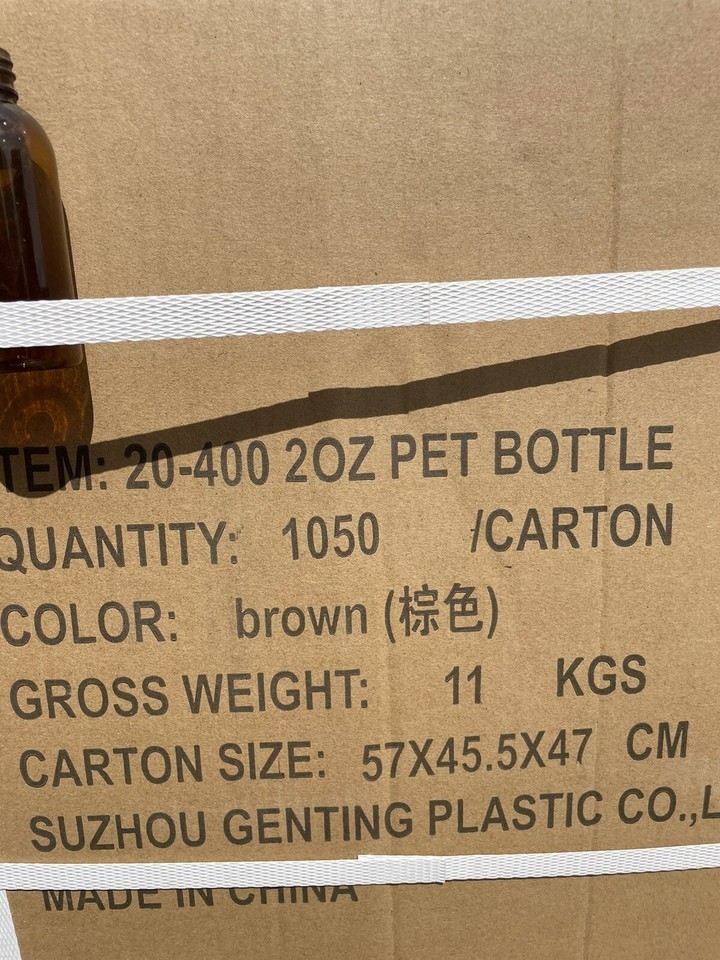 TEM: 20-400 2OZ PET BOTTLE
QUANTITY: 1050 /CARTON
COLOR: brown (棕色)
GROSS WEIGHT: 11 KGS
CARTON SIZE: 57X45.5X47 CM
SUZHOU GENTING PLASTIC CO.,L
MADE IN CHINA